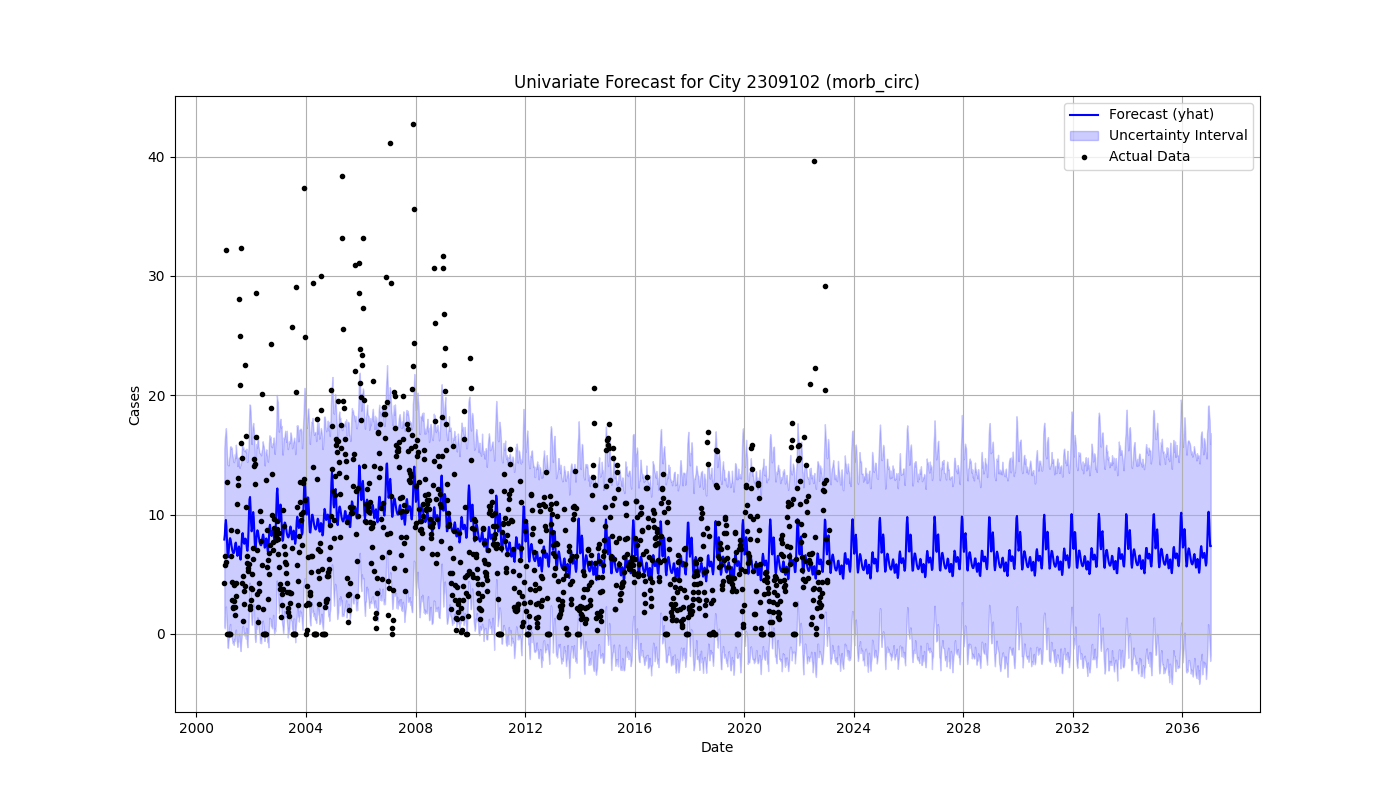 Univariate Forecast for City 2309102 (morb_circ)
Forecast (yhat)
Uncertainty Interval
Actual Data
Cases
40
30
20
10
0
2000 2004 2008 2012 2016 2020 2024 2028 2032 2036
Date